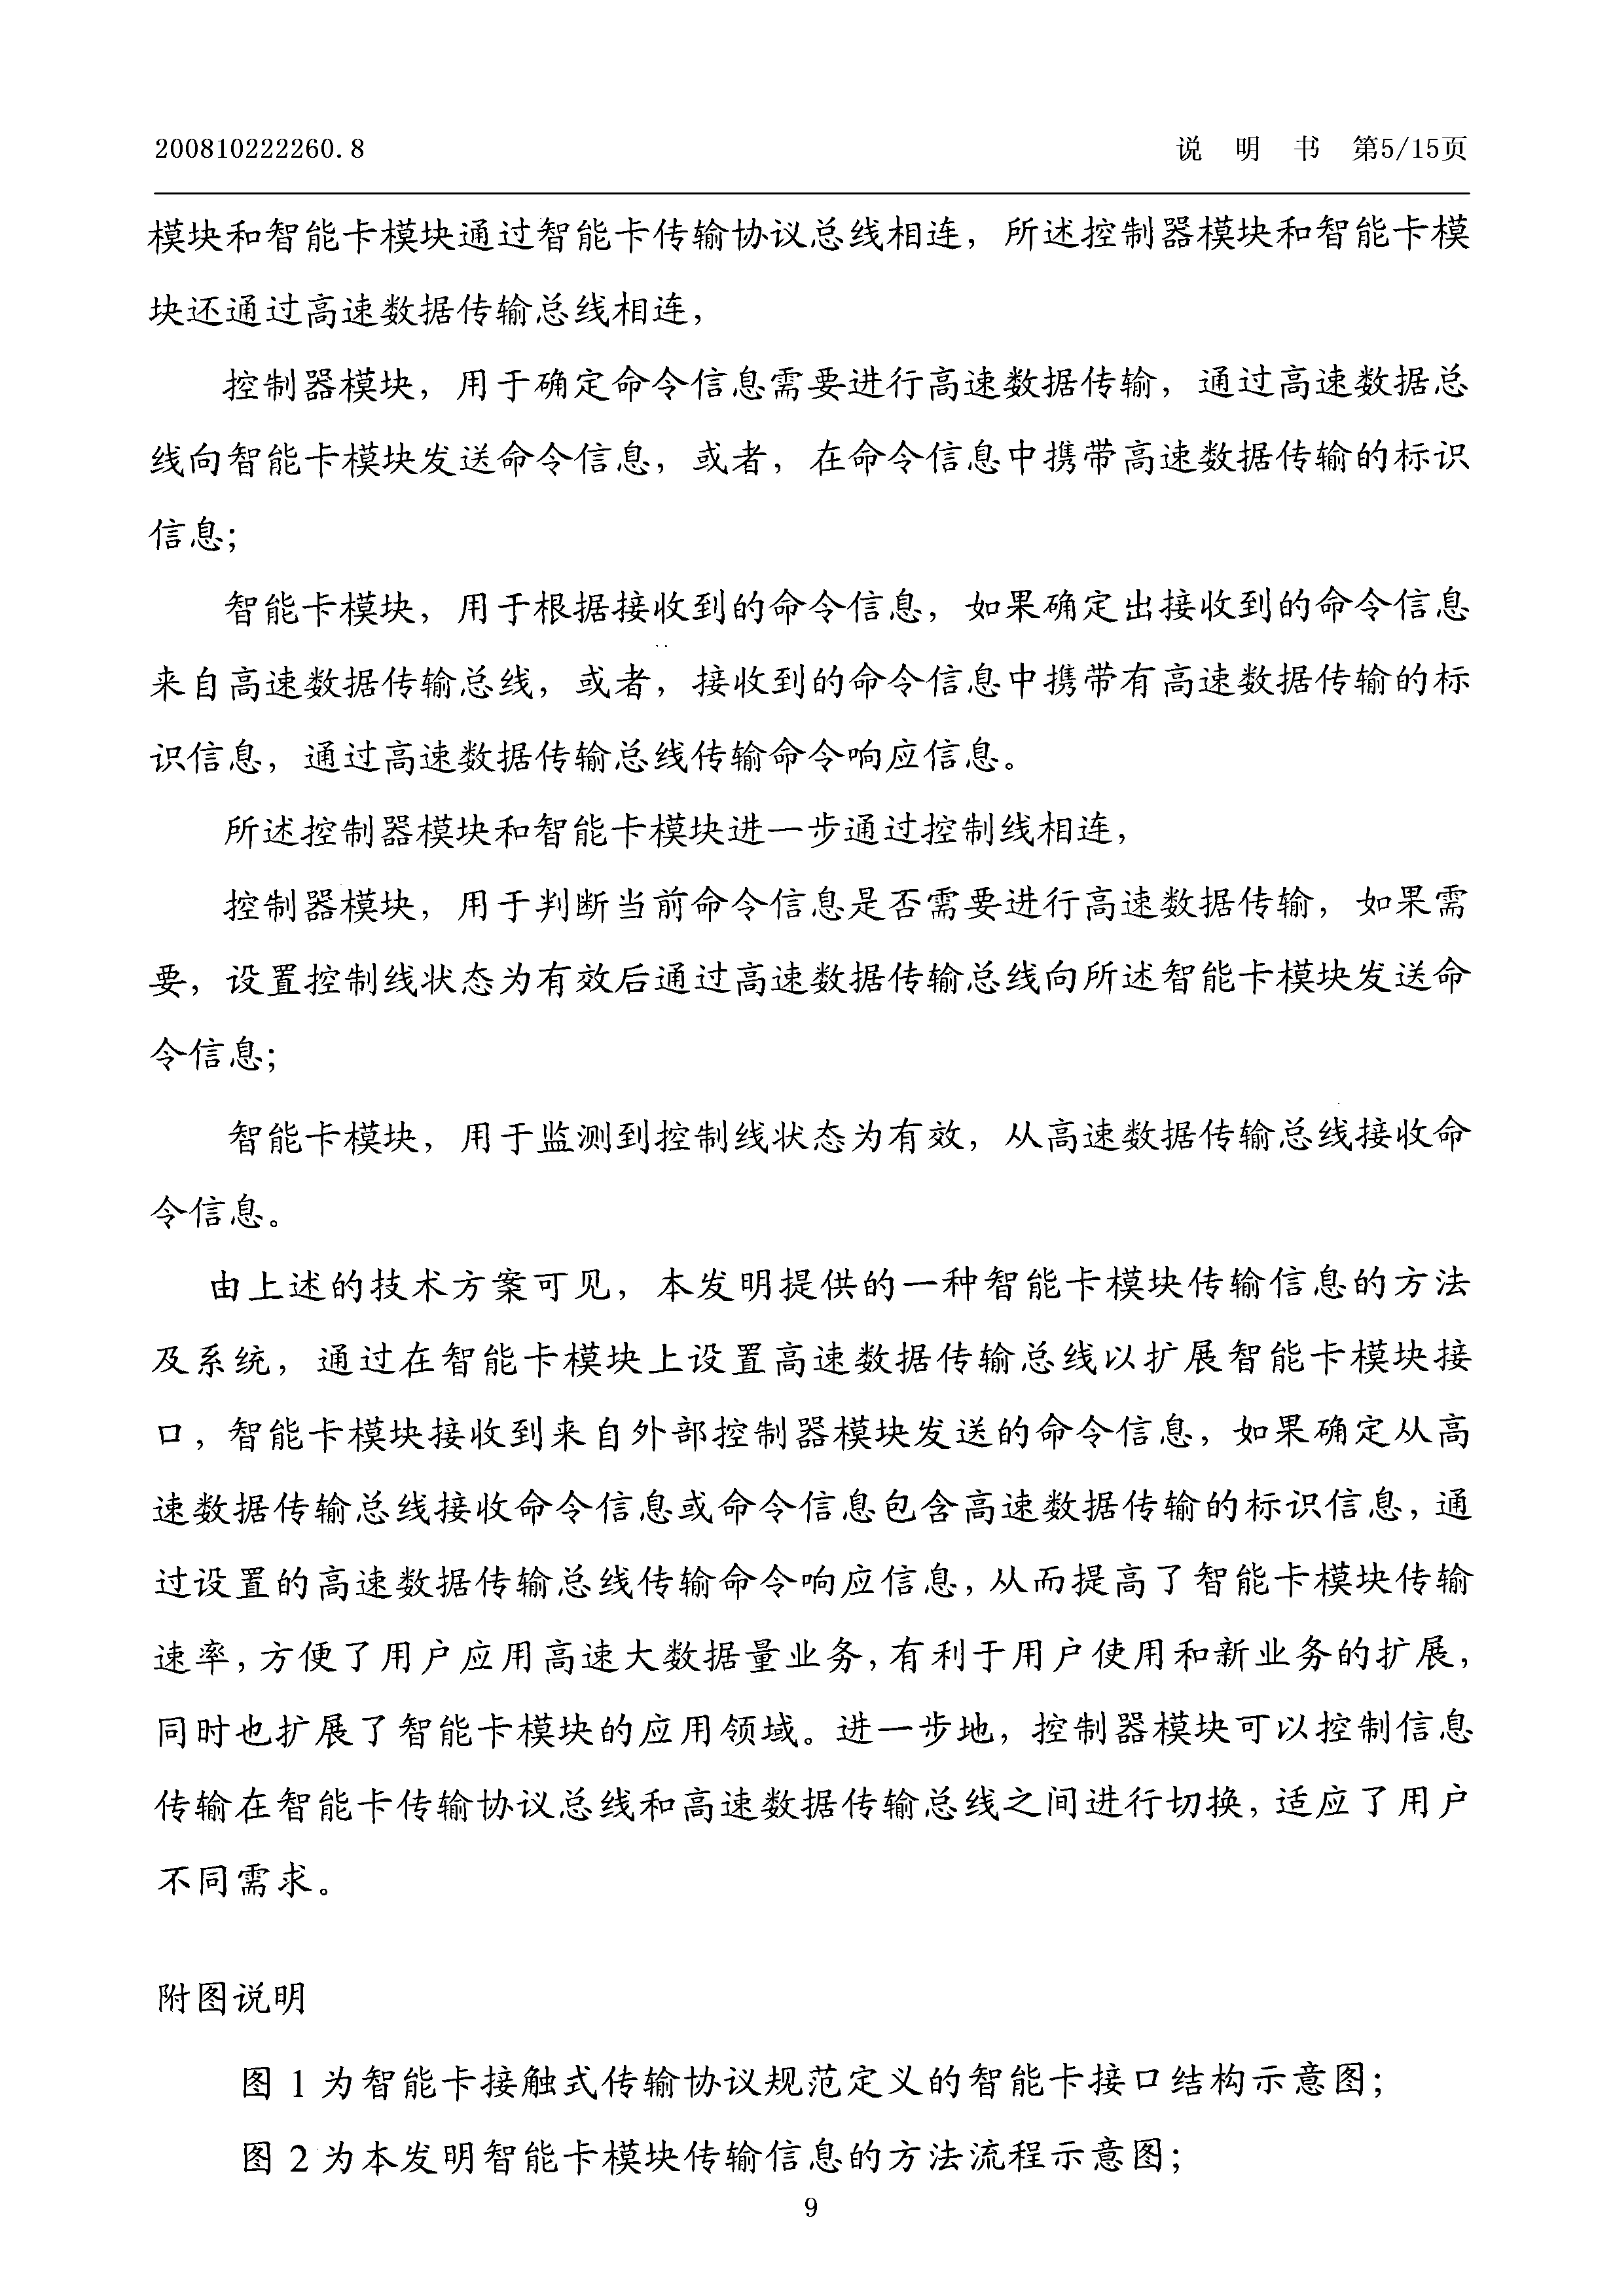 200810222260.8 说 明 书 第5/15页
模块和智能卡模块通过智能卡传输协议总线相连，所述控制器模块和智能卡模
块还通过高速数据传输总线相连，
控制器模块，用于确定命令信息需要进行高速数据传输，通过高速数据总
线向智能卡模块发送命令信息，或者，在命令信息中携带高速数据传输的标识
信息；
智能卡模块，用于根据接收到的命令信息，如果确定出接收到的命令信息
来自高速数据传输总线，或者，接收到的命令信息中携带有高速数据传输的标
识信息，通过高速数据传输总线传输命令响应信息。
所述控制器模块和智能卡模块进一步通过控制线相连，
控制器模块，用于判断当前命令信息是否需要进行高速数据传输，如果需
要，设置控制线状态为有效后通过高速数据传输总线向所述智能卡模块发送命
令信息；
智能卡模块，用于监测到控制线状态为有效，从高速数据传输总线接收命
令信息。
由上述的技术方案可见，本发明提供的一种智能卡模块传输信息的方法
及系统，通过在智能卡模块上设置高速数据传输总线以扩展智能卡模块接
口，智能卡模块接收到来自外部控制器模块发送的命令信息，如果确定从高
速数据传输总线接收命令信息或命令信息包含高速数据传输的标识信息，通
过设置的高速数据传输总线传输命令响应信息，从而提高了智能卡模块传输
速率，方便了用户应用高速大数据量业务，有利于用户使用和新业务的扩展，
同时也扩展了智能卡模块的应用领域。进一步地，控制器模块可以控制信息
传输在智能卡传输协议总线和高速数据传输总线之间进行切换，适应了用户
不同需求。
附图说明
图 1 为智能卡接触式传输协议规范定义的智能卡接口结构示意图；
图 2 为本发明智能卡模块传输信息的方法流程示意图；
9